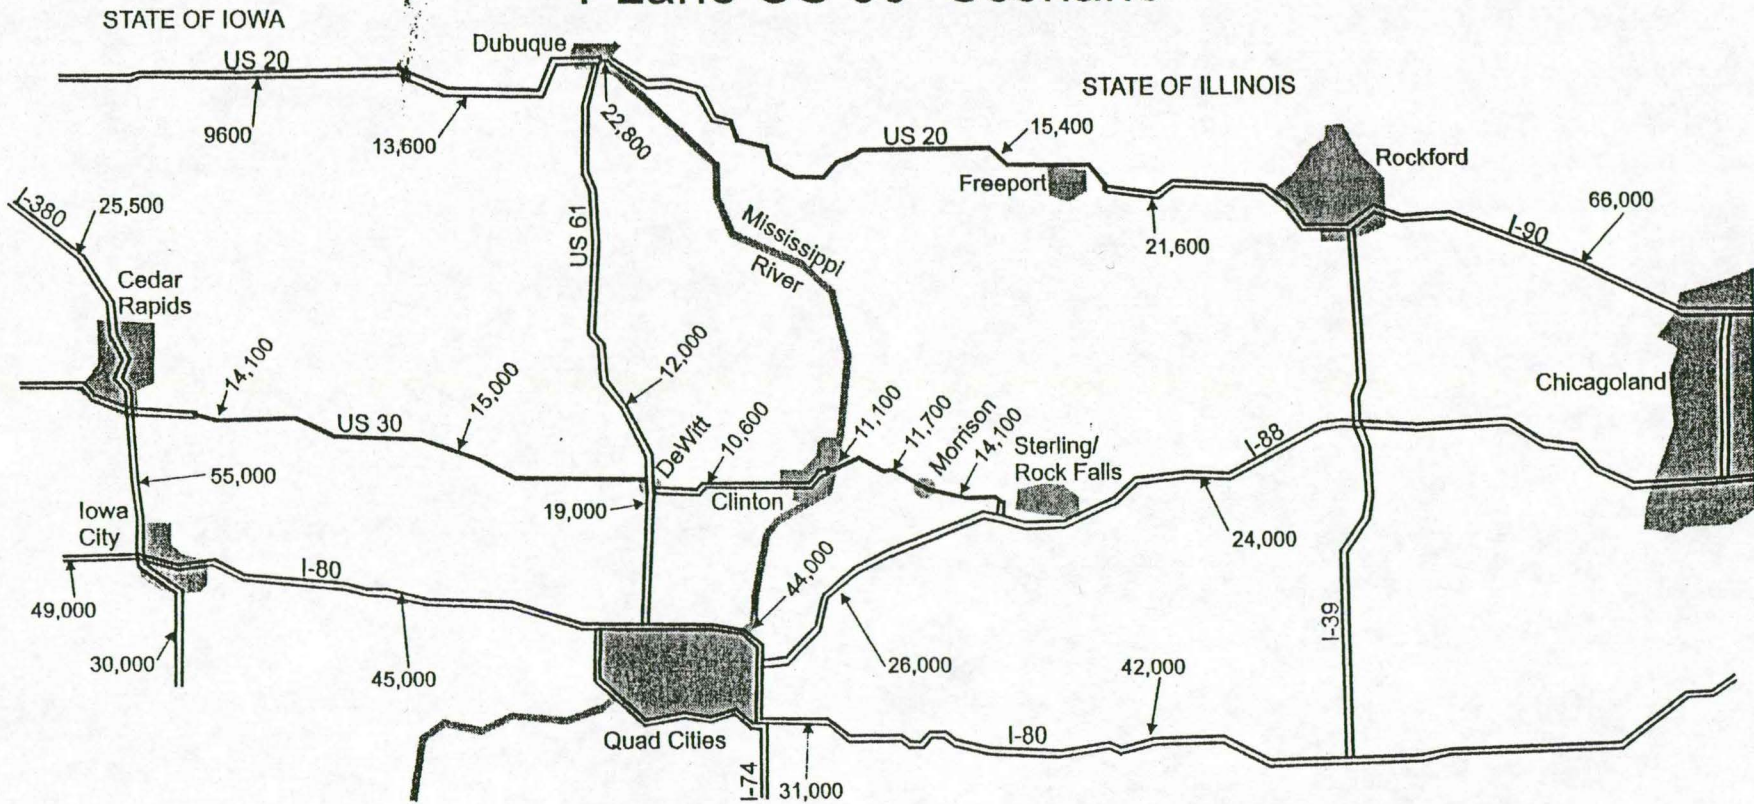 STATE OF IOWA
Dubuque
US 20
STATE OF ILLINOIS
9600
13,600
22,800
US 20
15,400
Freeport
Rockford
21,600
I-90
66,000
I-380
25,500
Cedar
Rapids
US 61
Mississippi
River
14,100
US 30
15,000
12,000
DeWitt
10,600
Clinton
11,100
11,700
Morrison
14,100
Sterling/
Rock Falls
I-88
Chicagoland
55,000
19,000
24,000
Iowa
City
I-80
49,000
30,000
45,000
44,000
26,000
I-39
42,000
Quad Cities
I-74
31,000
I-80